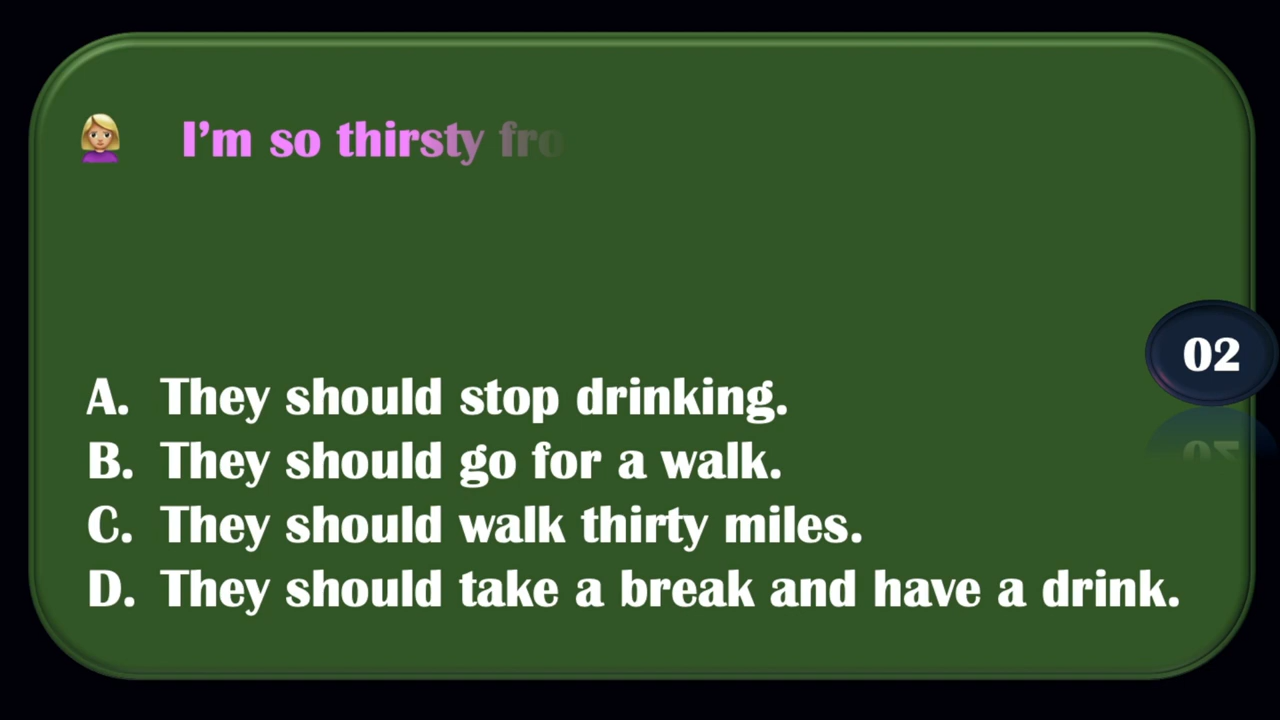 I'm so thirsty fro
02
A. They should stop drinking.
B. They should go for a walk.
C. They should walk thirty miles.
D. They should take a break and have a drink.